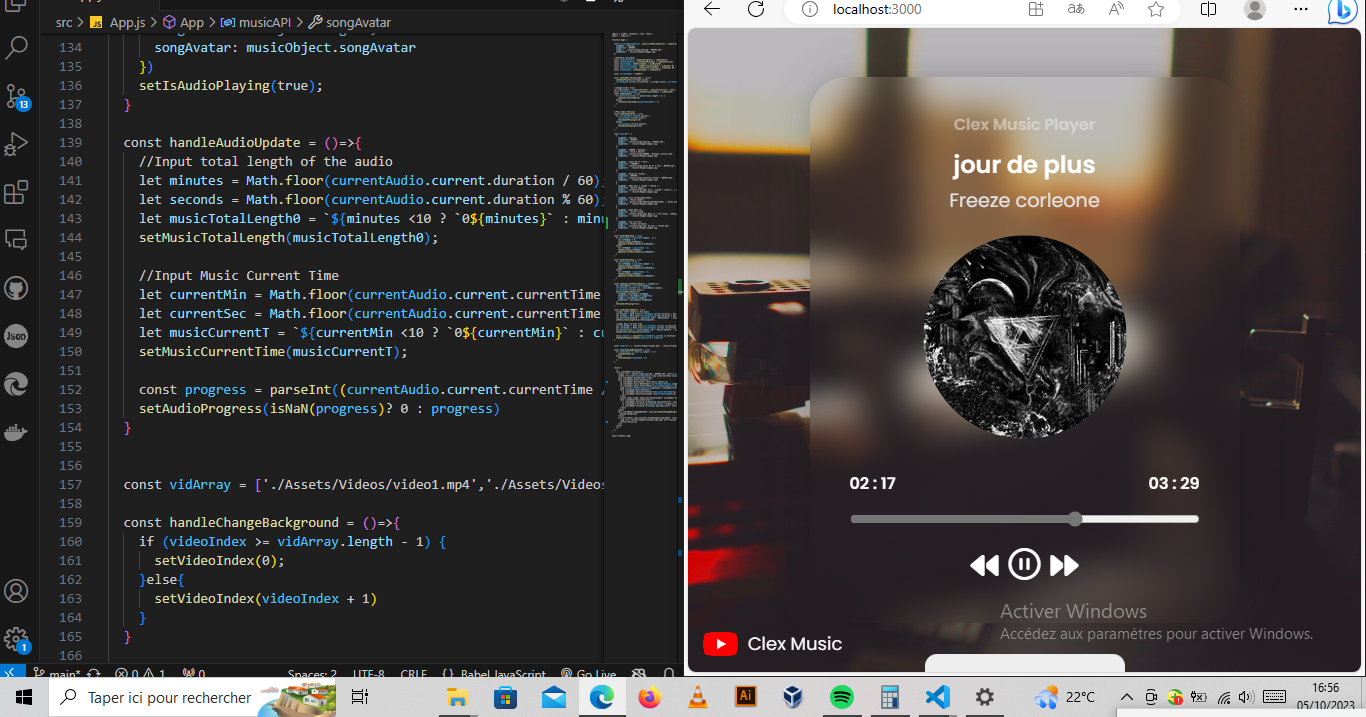 src > JS App.js > App > musicAPI > songAvatar
134 songAvatar: musicObject.songAvatar
135 })
136 setIsAudioPlaying(true);
137 }
138
139 const handleAudioUpdate = ()=>{
140 //Input total length of the audio
141 let minutes = Math.floor(currentAudio.current.duration / 60)
142 let seconds = Math.floor(currentAudio.current.duration % 60)
143 let musicTotalLength0 = `${minutes <10 ? `0${minutes}` : minu
144 setMusicTotalLength(musicTotalLength0);
145
146 //Input Music Current Time
147 let currentMin = Math.floor(currentAudio.current.currentTime
148 let currentSec = Math.floor(currentAudio.current.currentTime
149 let musicCurrentT = `${currentMin <10 ? `0${currentMin}` : cu
150 setMusicCurrentTime(musicCurrentT);
151
152 const progress = parseInt((currentAudio.current.currentTime /
153 setAudioProgress(isNaN(progress)? 0 : progress)
154 }
155
156
157 const vidArray = ['./Assets/Videos/video1.mp4','./Assets/Videos
158
159 const handleChangeBackground = ()=>{
160 if (videoIndex >= vidArray.length - 1) {
161 setVideoIndex(0);
162 }else{
163 setVideoIndex(videoIndex + 1)
164 }
165 }
166
13
Json
1
main* 0 1 0 Spaces: 2 UTF-8 CRLF {} Babel JavaScript Go Live
localhost:3000
Clex Music Player
jour de plus
Freeze corleone
02 : 17 03 : 29
Clex Music
Activer Windows
Accédez aux paramètres pour activer Windows.
Taper ici pour rechercher
Ai
22°C
16:56
05/10/2023